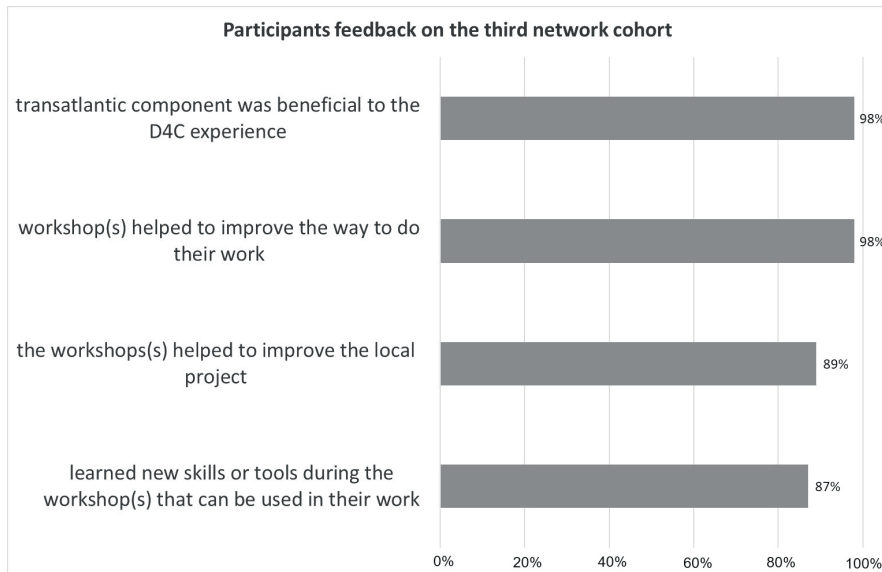 Participants feedback on the third network cohort
transatlantic component was beneficial to the
D4C experience
98%
workshop(s) helped to improve the way to do
their work
98%
the workshops(s) helped to improve the local
project
89%
learned new skills or tools during the
workshop(s) that can be used in their work
87%
0% 20% 40% 60% 80% 100%